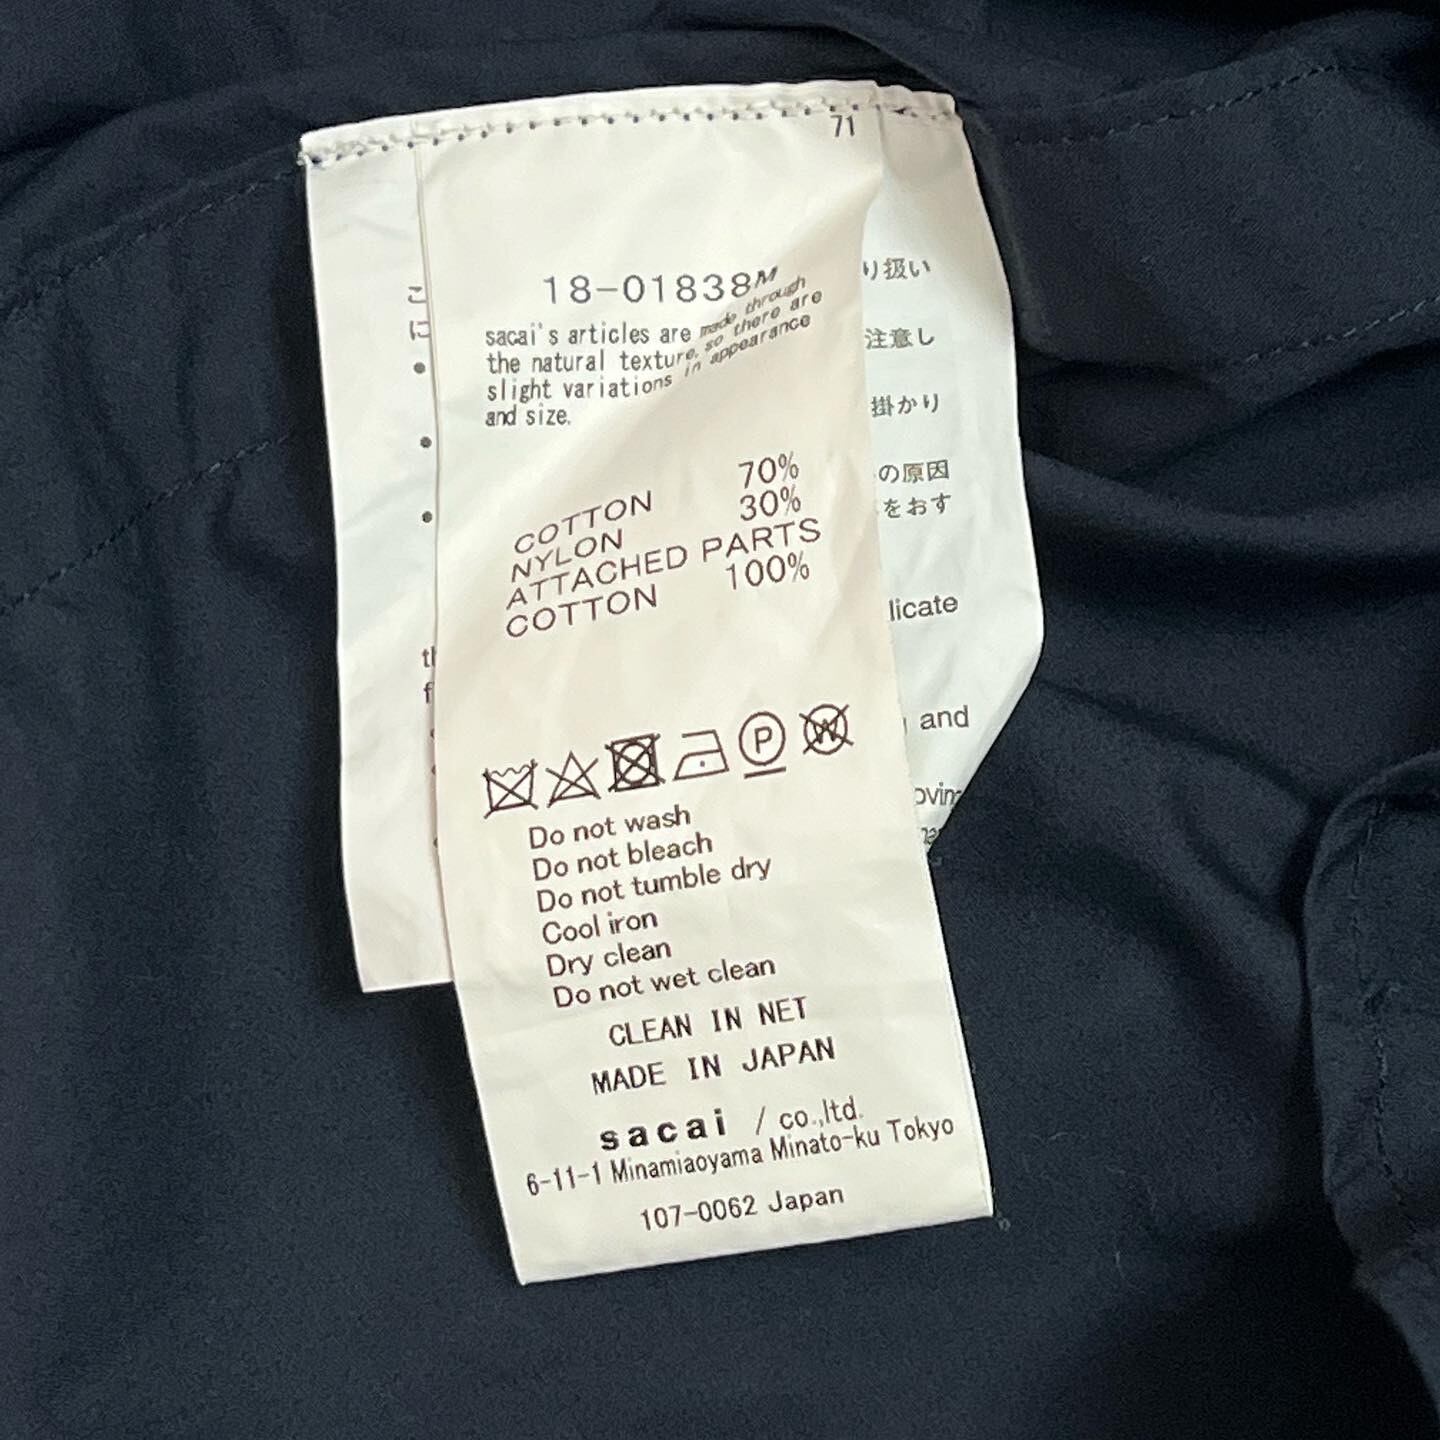 71
18-01838M
sacai's articles are made through
the natural texture, so there are
slight variations in appearance
and size.
COTTON 70%
NYLON 30%
ATTACHED PARTS
COTTON 100%
P
W
Do not wash
Do not bleach
Do not tumble dry
Cool iron
Dry clean
Do not wet clean
CLEAN IN NET
MADE IN JAPAN
sacai / co.,ltd.
6-11-1 Minamiaoyama Minato-ku Tokyo
107-0062 Japan
こ
に
り扱い
注意し
掛かり
の原因
をおす
licate
and